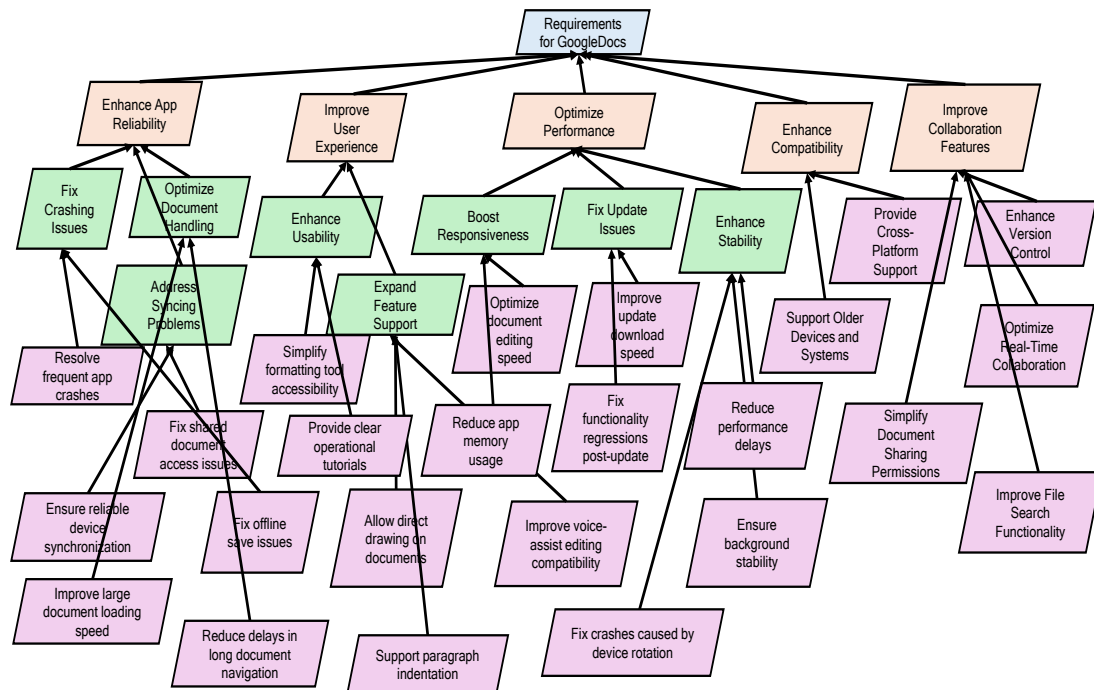 Requirements
for GoogleDocs
Enhance App
Reliability
Improve
User
Experience
Optimize
Performance
Enhance
Compatibility
Improve
Collaboration
Features
Fix
Crashing
Issues
Optimize
Document
Handling
Address
Syncing
Problems
Enhance
Usability
Expand
Feature
Support
Boost
Responsiveness
Fix Update
Issues
Enhance
Stability
Provide
Cross-
Platform
Support
Enhance
Version
Control
Resolve
frequent app
crashes
Simplify
formatting tool
accessibility
Optimize
document
editing
speed
Improve
update
download
speed
Support Older
Devices and
Systems
Optimize
Real-Time
Collaboration
Fix shared
document
access issues
Provide clear
operational
tutorials
Reduce app
memory
usage
Fix
functionality
regressions
post-update
Reduce
performance
delays
Simplify
Document
Sharing
Permissions
Ensure reliable
device
synchronization
Fix offline
save issues
Allow direct
drawing on
documents
Improve voice-
assist editing
compatibility
Ensure
background
stability
Improve File
Search
Functionality
Improve large
document loading
speed
Reduce delays in
long document
navigation
Support paragraph
indentation
Fix crashes caused by
device rotation